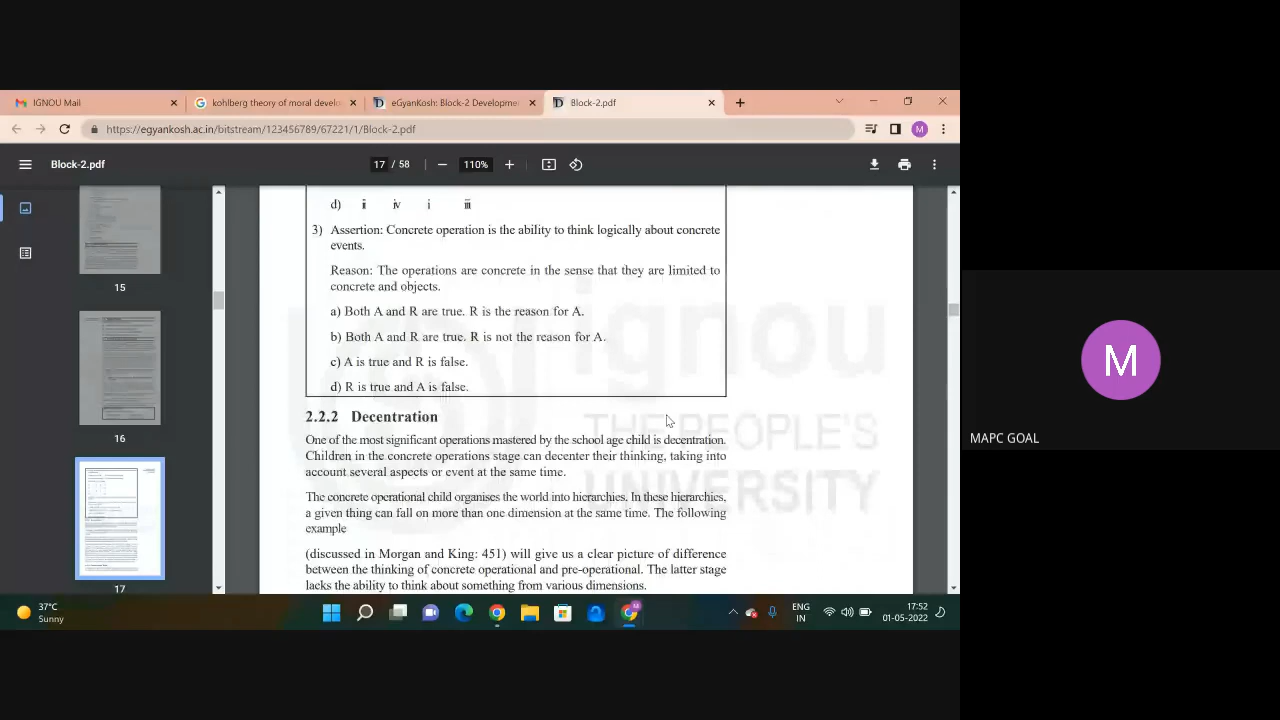 IGNOU Mail
kohlberg theory of moral develo
eGyanKosh: Block-2 Developme
Block-2.pdf
https://egyankosh.ac.in/bitstream/123456789/67221/1/Block-2.pdf
M
Block-2.pdf
17 / 58
110%
15
16
17
d) ii iv i iii
3) Assertion: Concrete operation is the ability to think logically about concrete
events.
Reason: The operations are concrete in the sense that they are limited to
concrete and objects.
a) Both A and R are true. R is the reason for A.
b) Both A and R are true. R is not the reason for A.
c) A is true and R is false.
d) R is true and A is false.
2.2.2 Decentration
One of the most significant operations mastered by the school age child is decentration.
Children in the concrete operations stage can decenter their thinking, taking into
account several aspects or event at the same time.
The concrete operational child organises the world into hierarchies. In these hierarchies,
a given thing can fall on more than one dimension at the same time. The following
example
(discussed in Morgan and King: 451) will give us a clear picture of difference
between the thinking of concrete operational and pre-operational. The latter stage
lacks the ability to think about something from various dimensions.
ignou
THE PEOPLE'S
UNIVERSITY
M
MAPC GOAL
37°C
Sunny
ENG
IN
17:52
01-05-2022